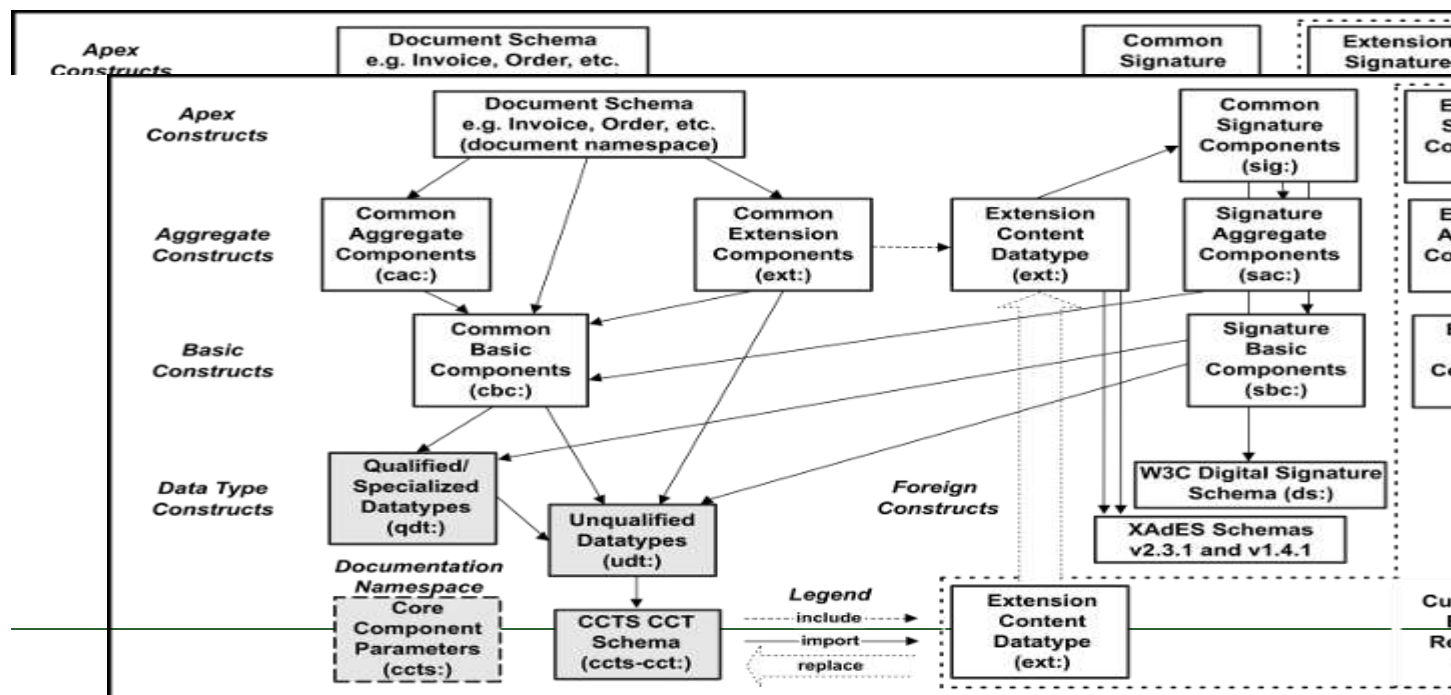 Apex
Constructs
Document Schema
e.g. Invoice, Order, etc.
Common
Signature
Extension
Signature
Apex
Constructs
Document Schema
e.g. Invoice, Order, etc.
(document namespace)
Common
Signature
Components
(sig:)
Aggregate
Constructs
Common
Aggregate
Components
(cac:)
Common
Extension
Components
(ext:)
Extension
Content
Datatype
(ext:)
Signature
Aggregate
Components
(sac:)
Basic
Constructs
Common
Basic
Components
(cbc:)
Signature
Basic
Components
(sbc:)
Data Type
Constructs
Qualified/
Specialized
Datatypes
(qdt:)
Unqualified
Datatypes
(udt:)
Foreign
Constructs
W3C Digital Signature
Schema (ds:)
XAdES Schemas
v2.3.1 and v1.4.1
Documentation
Namespace
Core
Component
Parameters
(ccts:)
CCTS CCT
Schema
(ccts-cct:)
Legend
include
import
replace
Extension
Content
Datatype
(ext:)